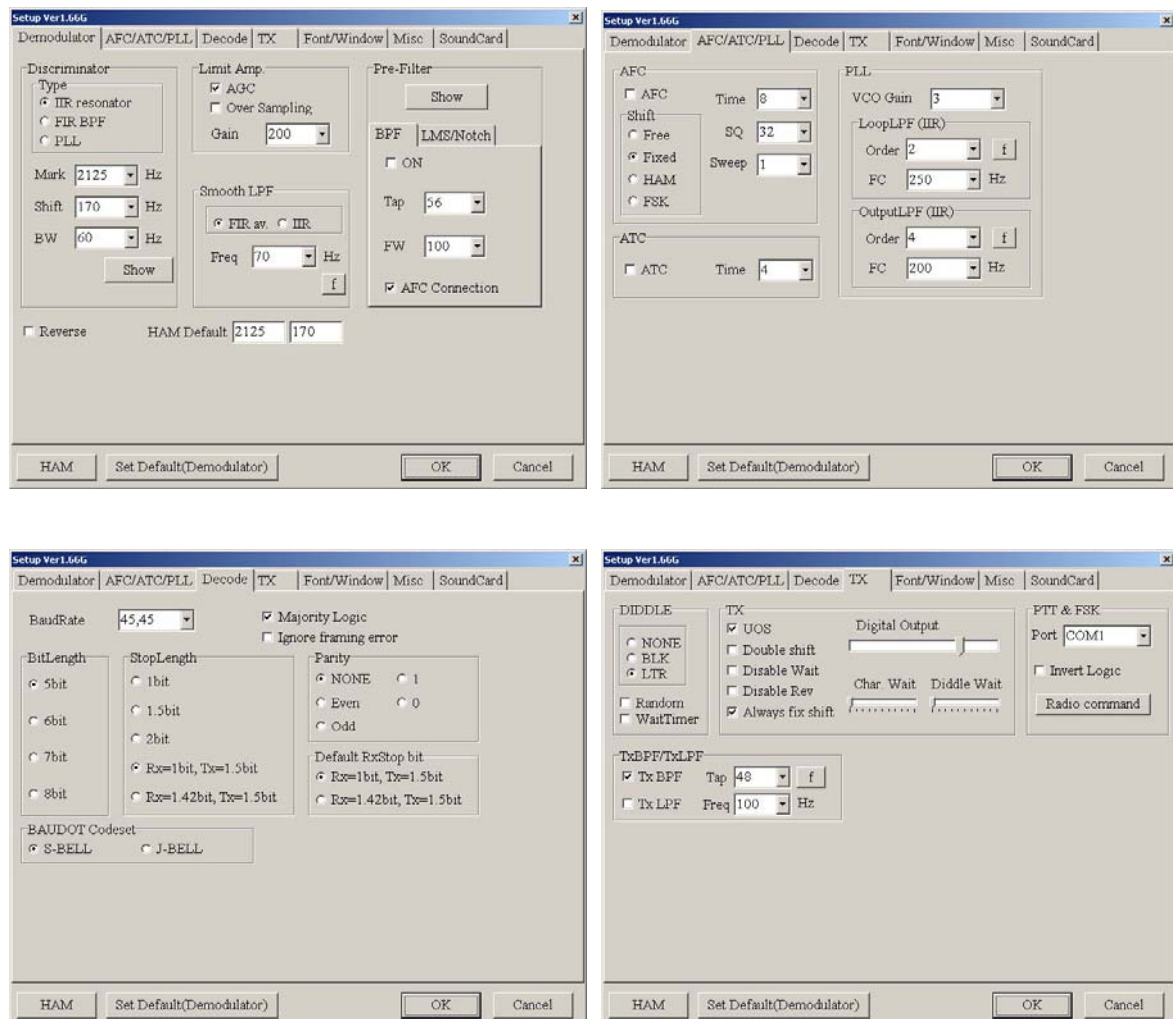 Setup Ver1.66G
Demodulator AFC/ATC/PLL Decode TX Font/Window Misc SoundCard
Discriminator
Type
IIR resonator
FIR BPF
PLL
Mark 2125 Hz
Shift 170 Hz
BW 60 Hz
Show
Limit Amp.
AGC
Over Sampling
Gain 200
Smooth LPF
FIR av. IIR
Freq 70 Hz
f
Pre-Filter
Show
BPF LMS/Notch
ON
Tap 56
FW 100
AFC Connection
Reverse HAM Default 2125 170
HAM Set Default(Demodulator) OK Cancel
Setup Ver1.66G
Demodulator AFC/ATC/PLL Decode TX Font/Window Misc SoundCard
AFC
AFC
Shift
Free
Fixed
HAM
FSK
Time 8
SQ 32
Sweep 1
ATC
ATC Time 4
PLL
VCO Gain 3
LoopLPF (IIR)
Order 2 f
FC 250 Hz
OutputLPF (IIR)
Order 4 f
FC 200 Hz
HAM Set Default(Demodulator) OK Cancel
Setup Ver1.66G
Demodulator AFC/ATC/PLL Decode TX Font/Window Misc SoundCard
BaudRate 45,45
Majority Logic
Ignore framing error
BitLength
5bit
6bit
7bit
8bit
StopLength
1bit
1.5bit
2bit
Rx=1bit, Tx=1.5bit
Rx=1.42bit, Tx=1.5bit
Parity
NONE 1
Even 0
Odd
Default RxStop bit
Rx=1bit, Tx=1.5bit
Rx=1.42bit, Tx=1.5bit
BAUDOT Codeset
S-BELL J-BELL
HAM Set Default(Demodulator) OK Cancel
Setup Ver1.66G
Demodulator AFC/ATC/PLL Decode TX Font/Window Misc SoundCard
DIDDLE
NONE
BLK
LTR
Random
WaitTimer
TX
UOS
Double shift
Disable Wait
Disable Rev
Always fix shift
Digital Output
Char. Wait Diddle Wait
PTT & FSK
Port COM1
Invert Logic
Radio command
TxBPF/TxLPF
Tx BPF Tap 48 f
Tx LPF Freq 100 Hz
HAM Set Default(Demodulator) OK Cancel